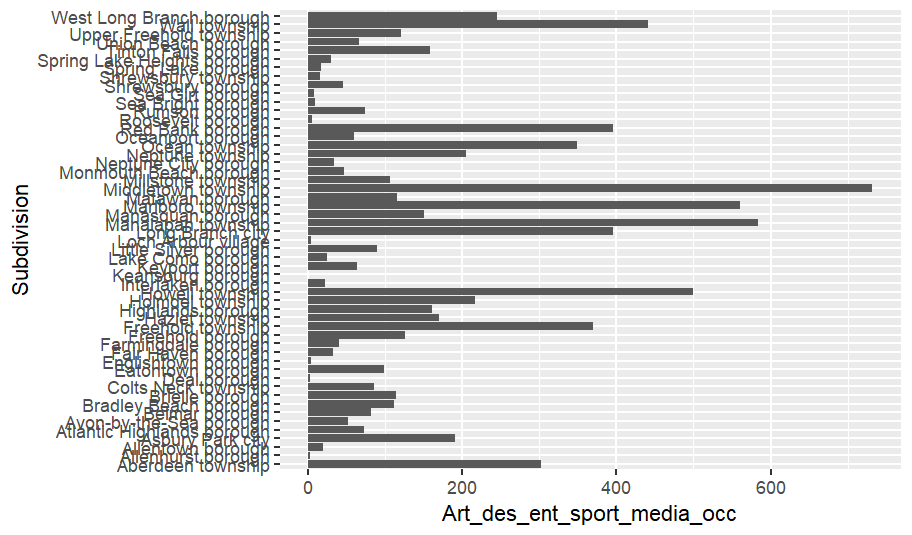 West Long Branch borough
Wall township
Upper Freehold township
Union Beach borough
Tinton Falls borough
Spring Lake Heights borough
Spring Lake borough
Shrewsbury township
Shrewsbury borough
Sea Girt borough
Sea Bright borough
Rumson borough
Roosevelt borough
Red Bank borough
Oceanport borough
Ocean township
Neptune township
Neptune City borough
Monmouth Beach borough
Millstone township
Middletown township
Matawan borough
Marlboro township
Manasquan borough
Manalapan township
Long Branch city
Loch Arbour village
Little Silver borough
Lake Como borough
Keyport borough
Keansburg borough
Interlaken borough
Howell township
Holmdel township
Highlands borough
Hazlet township
Freehold township
Freehold borough
Farmingdale borough
Fair Haven borough
Englishtown borough
Eatontown borough
Deal borough
Colts Neck township
Brielle borough
Bradley Beach borough
Belmar borough
Avon-by-the-Sea borough
Atlantic Highlands borough
Asbury Park city
Allentown borough
Allenhurst borough
Aberdeen township
Subdivision
0 200 400 600
Art_des_ent_sport_media_occ